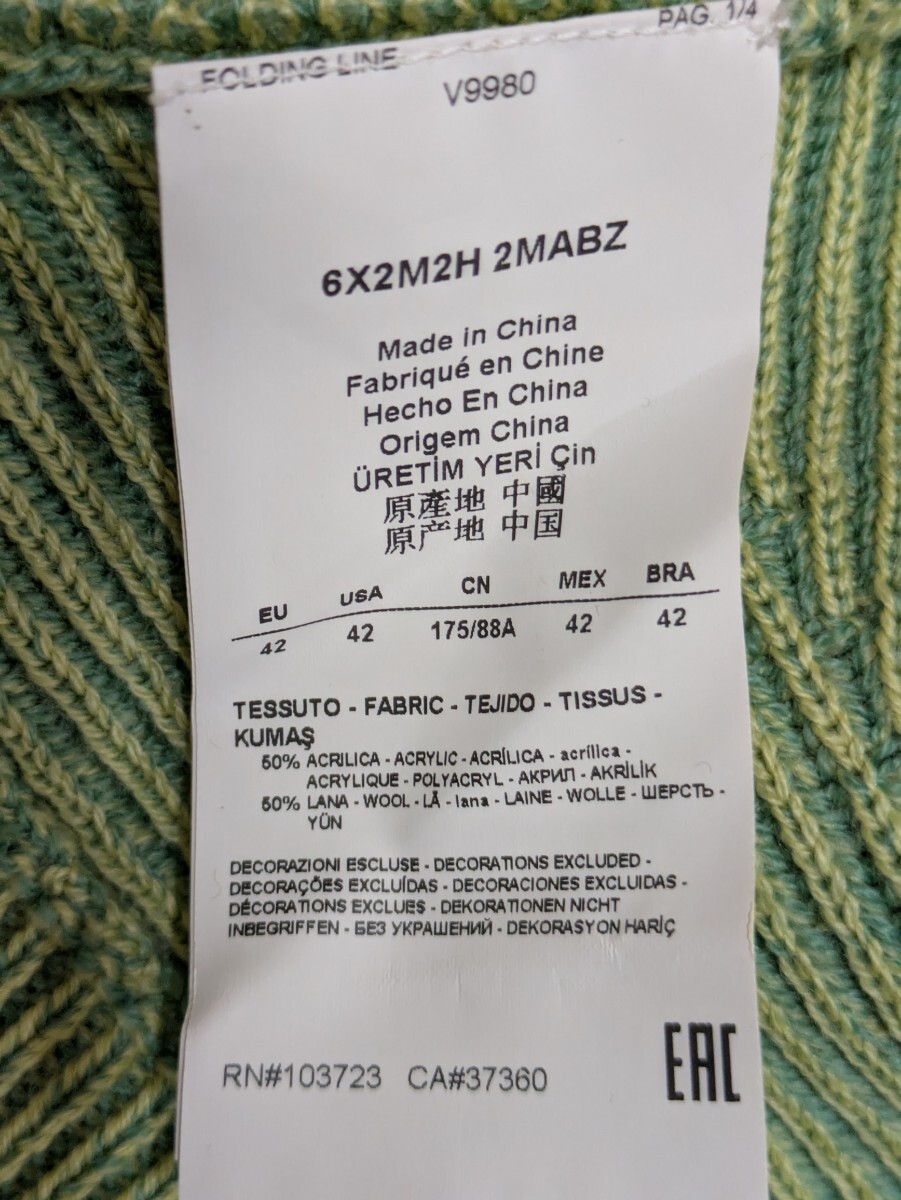 PAG. 1/4
FOLDING LINE
V9980
6X2M2H 2MABZ
Made in China
Fabriqué en Chine
Hecho En China
Origem China
ÜRETİM YERİ Çin
原產地 中國
原产地 中国
EU USA CN MEX BRA
42 42 175/88A 42 42
TESSUTO - FABRIC - TEJIDO - TISSUS -
KUMAŞ
50% ACRILICA - ACRYLIC - ACRÍLICA - acrílica -
ACRYLIQUE - POLYACRYL - АКРИЛ - AKRİLİK
50% LANA - WOOL - LÃ - lana - LAINE - WOLLE - ШЕРСТЬ -
YÜN
DECORAZIONI ESCLUSE - DECORATIONS EXCLUDED -
DECORAÇÕES EXCLUÍDAS - DECORACIONES EXCLUIDAS -
DÉCORATIONS EXCLUES - DEKORATIONEN NICHT
INBEGRIFFEN - БЕЗ УКРАШЕНИЙ - DEKORASYON HARİÇ
RN#103723 CA#37360
EAC